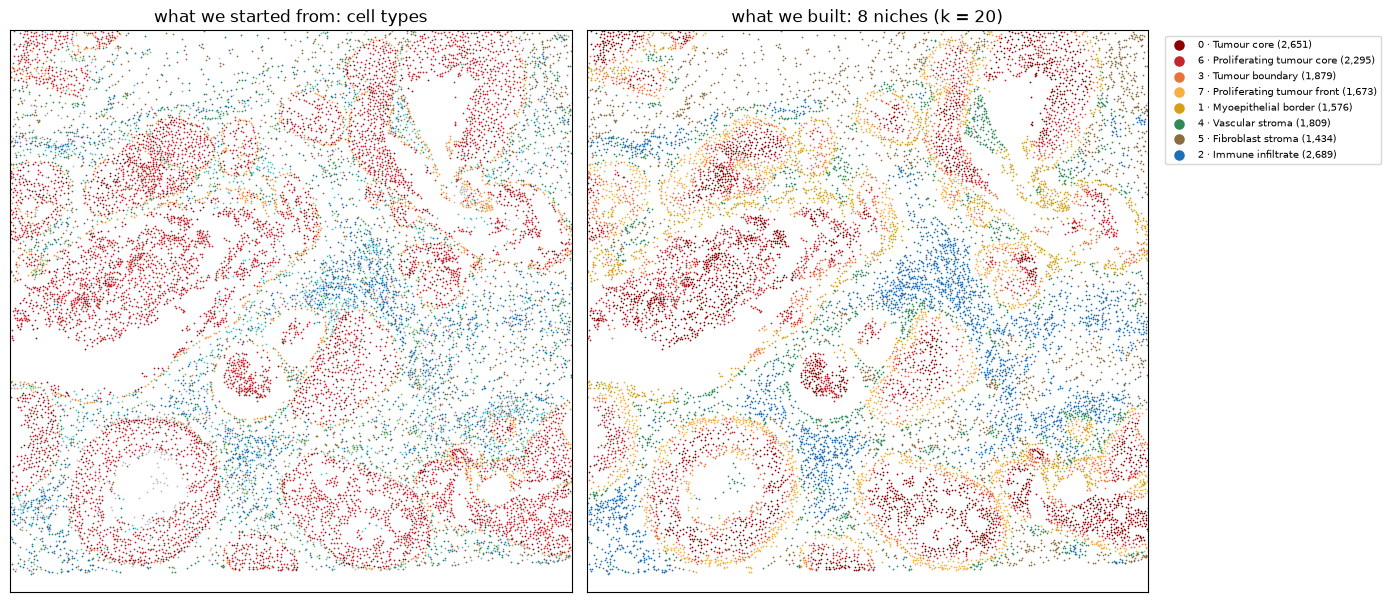 what we started from: cell types
what we built: 8 niches (k = 20)
0 · Tumour core (2,651)
6 · Proliferating tumour core (2,295)
3 · Tumour boundary (1,879)
7 · Proliferating tumour front (1,673)
1 · Myoepithelial border (1,576)
4 · Vascular stroma (1,809)
5 · Fibroblast stroma (1,434)
2 · Immune infiltrate (2,689)